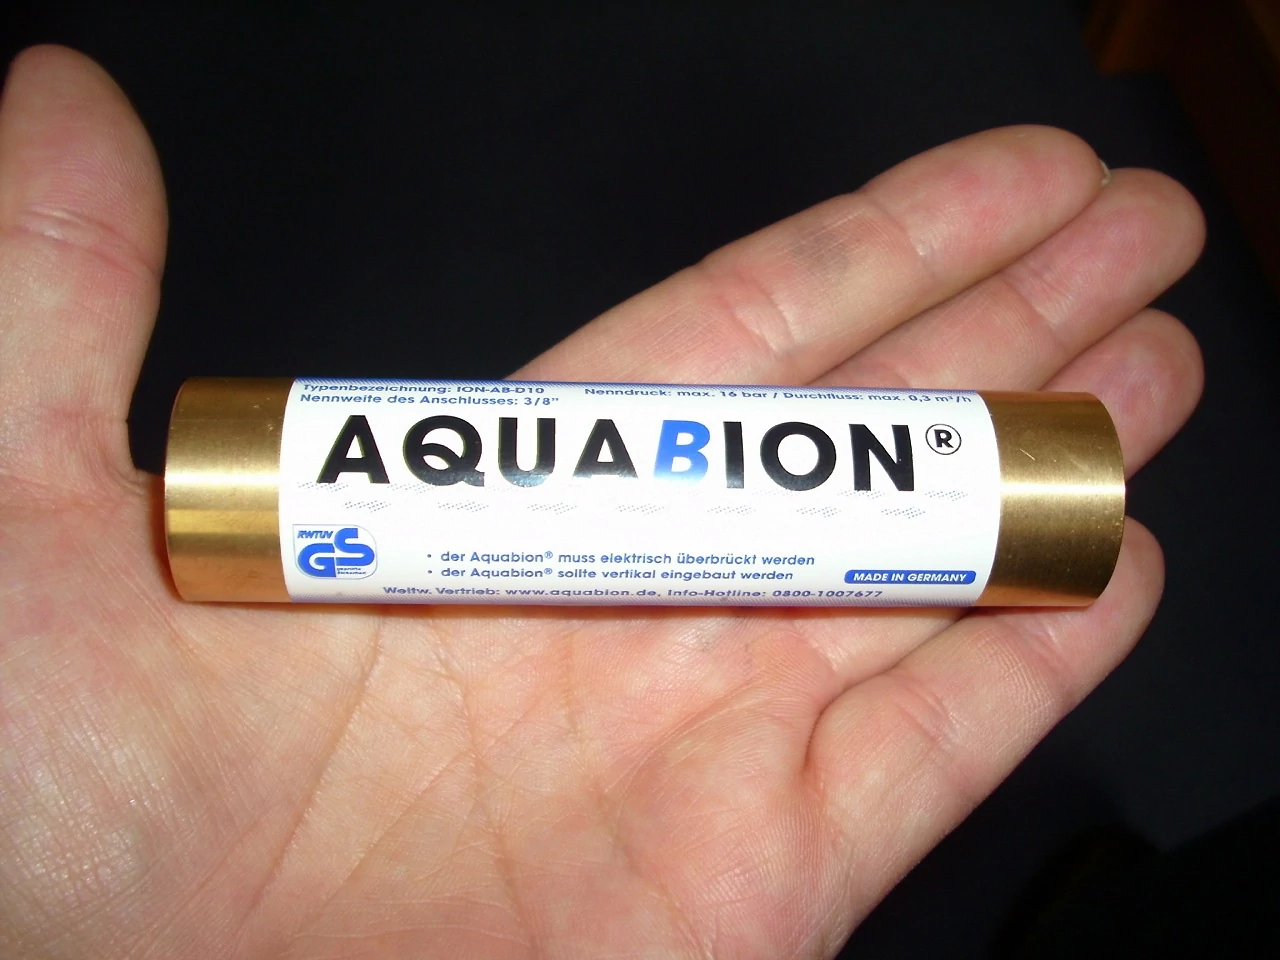 Typenbezeichnung: ION-AB-D10 Nenndruck: max. 16 bar / Durchfluss: max. 0,3 m³/h
Nennweite des Anschlusses: 3/8"
AQUABION®
RWTÜV
GS
geprüfte
Sicherheit
• der Aquabion® muss elektrisch überbrückt werden
• der Aquabion® sollte vertikal eingebaut werden
MADE IN GERMANY
Weltw. Vertrieb: www.aquabion.de, Info-Hotline: 0800-1007677